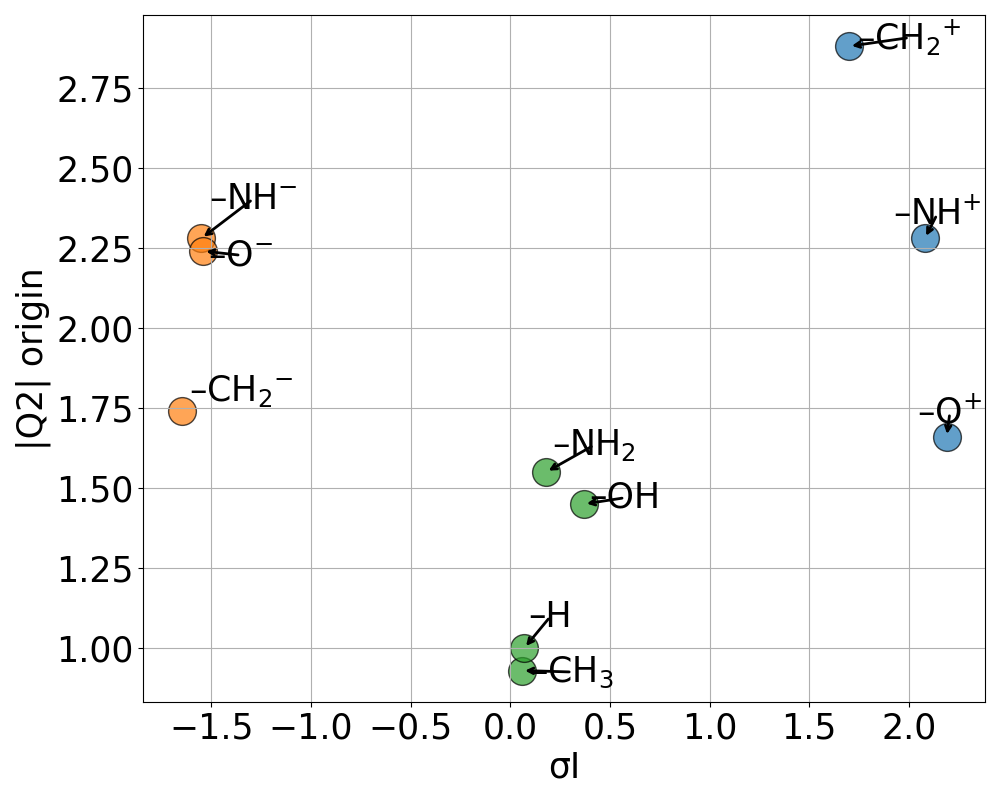 –CH₂⁺
2.75
2.50
–NH⁻
–NH⁺
2.25
–O⁻
2.00
|Q2| origin
–CH₂⁻
1.75
–O⁺
–NH₂
1.50
–OH
1.25
–H
1.00
–CH₃
−1.5 −1.0 −0.5 0.0 0.5 1.0 1.5 2.0
σI